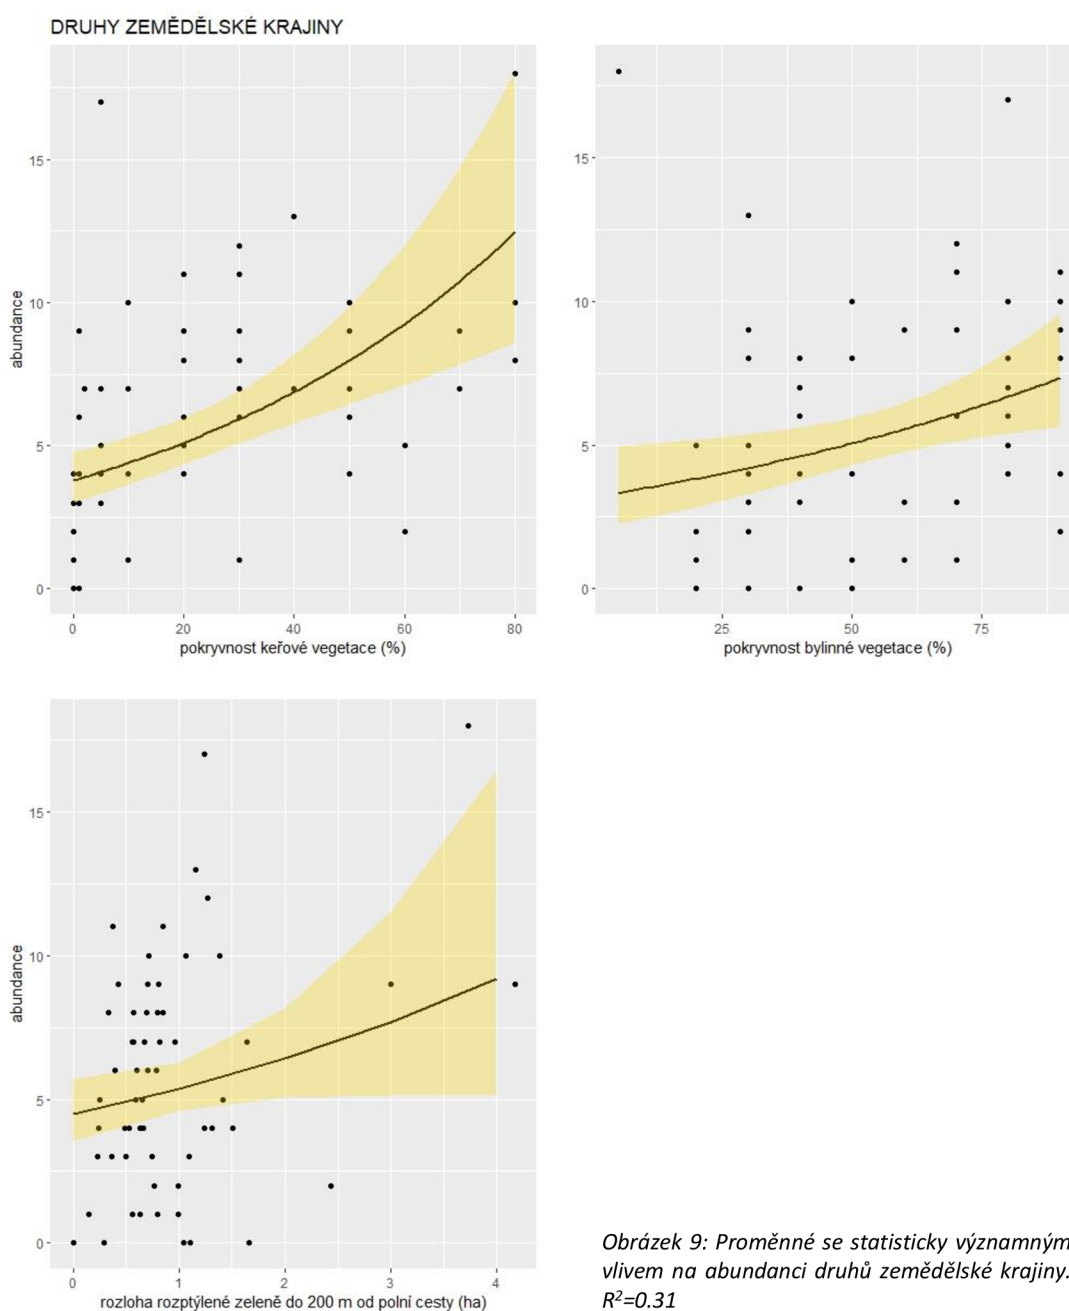 DRUHY ZEMĚDĚLSKÉ KRAJINY
abundance
15
10
5
0
0 20 40 60 80
pokryvnost keřové vegetace (%)
15
10
5
0
25 50 75
pokryvnost bylinné vegetace (%)
abundance
15
10
5
0
0 1 2 3 4
rozloha rozptýlené zeleně do 200 m od polní cesty (ha)
Obrázek 9: Proměnné se statisticky významným
vlivem na abundanci druhů zemědělské krajiny.
R²=0.31